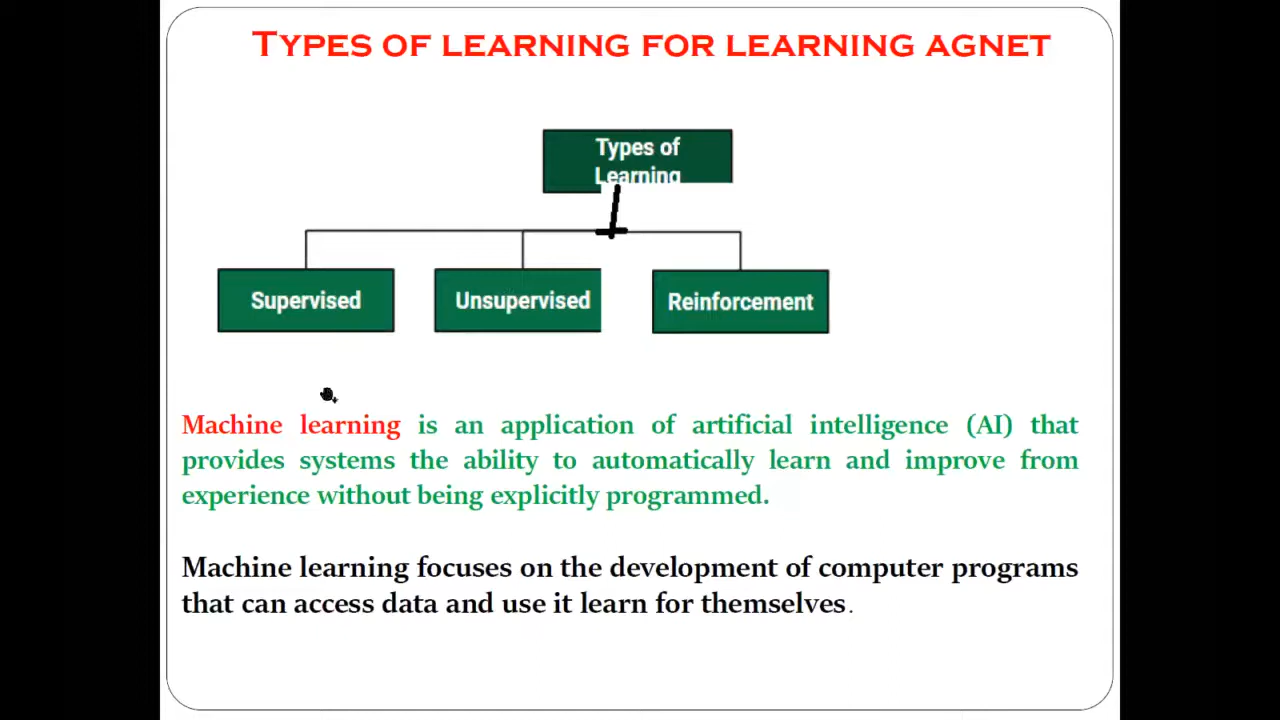 TYPES OF LEARNING FOR LEARNING AGNET
Types of
Learning
Supervised
Unsupervised
Reinforcement
Machine learning is an application of artificial intelligence (AI) that
provides systems the ability to automatically learn and improve from
experience without being explicitly programmed.
Machine learning focuses on the development of computer programs
that can access data and use it learn for themselves.